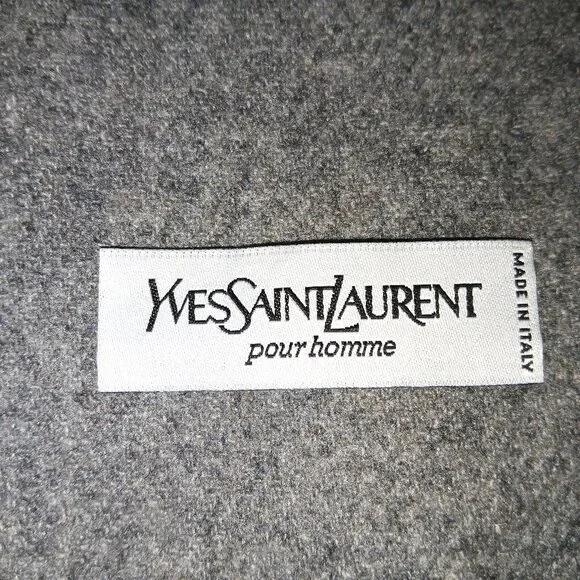 YVESSAINTLAURENT
pour homme
MADE IN ITALY